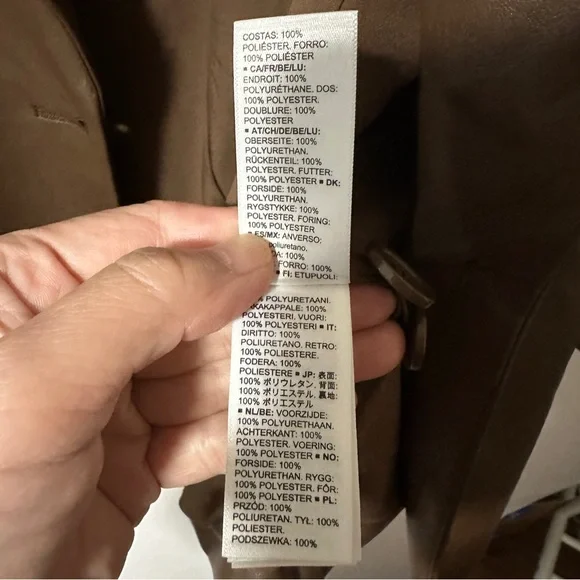 COSTAS: 100%
POLIÉSTER. FORRO:
100% POLIÉSTER
■ CA/FR/BE/LU:
ENDROIT: 100%
POLYURÉTHANE. DOS:
100% POLYESTER.
DOUBLURE: 100%
POLYESTER
■ AT/CH/DE/BE/LU:
OBERSEITE: 100%
POLYURETHAN.
RÜCKENTEIL: 100%
POLYESTER. FUTTER:
100% POLYESTER ■ DK:
FORSIDE: 100%
POLYURETHAN.
RYGSTYKKE: 100%
POLYESTER. FORING:
100% POLYESTER
■ ES/MX: ANVERSO:
poliuretano.
100%
FORRO: 100%
■ FI: ETUPUOLI:
POLYURETAANI.
POLYESTERI. VUORI:
100% POLYESTERI ■ IT:
DIRITTO: 100%
POLIURETANO. RETRO:
100% POLIESTERE.
FODERA: 100%
POLIESTERE ■ JP: 表面:
100% ポリウレタン. 背面:
100% ポリエステル. 裏地:
100% ポリエステル
■ NL/BE: VOORZIJDE:
100% POLYURETHAAN.
ACHTERKANT: 100%
POLYESTER. VOERING:
100% POLYESTER ■ NO:
FORSIDE: 100%
POLYURETHAN. RYGG:
100% POLYESTER. FÔR:
100% POLYESTER ■ PL:
PRZÓD: 100%
POLIURETAN. TYŁ: 100%
POLIESTER.
PODSZEWKA: 100%